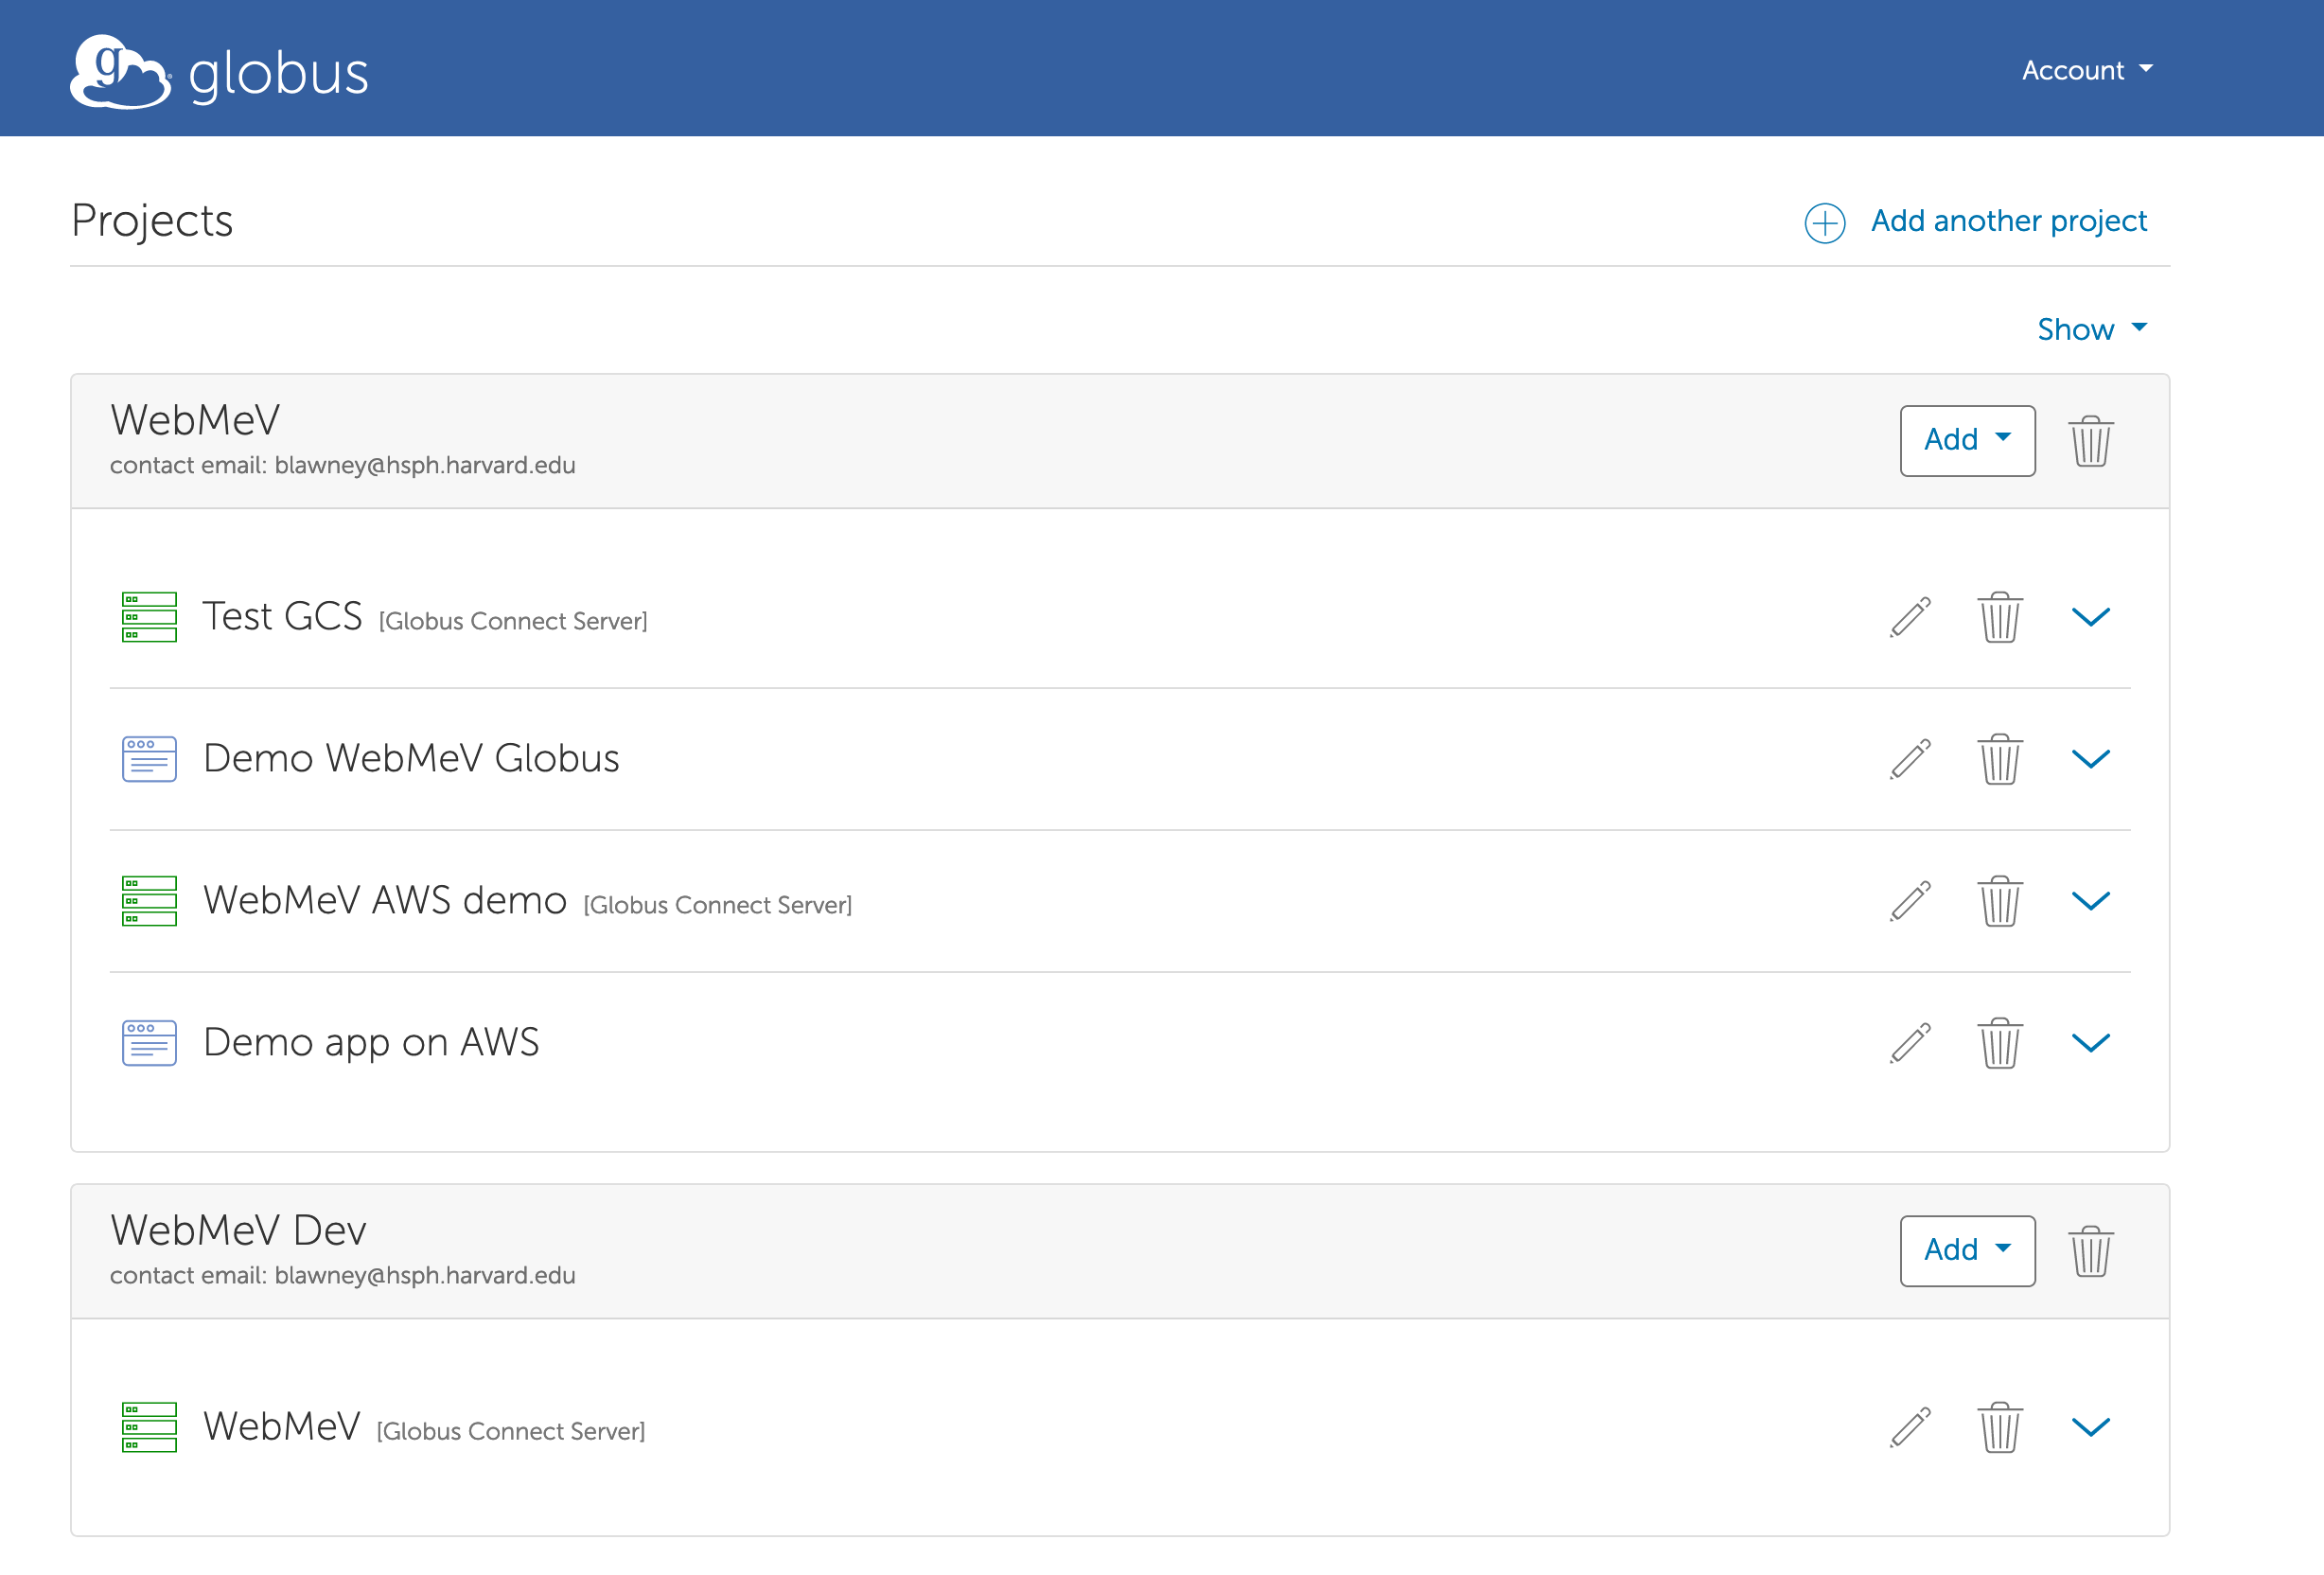 globus
Account
Projects
Add another project
Show
WebMeV
contact email: blawney@hsph.harvard.edu
Add
Test GCS [Globus Connect Server]
Demo WebMeV Globus
WebMeV AWS demo [Globus Connect Server]
Demo app on AWS
WebMeV Dev
contact email: blawney@hsph.harvard.edu
Add
WebMeV [Globus Connect Server]